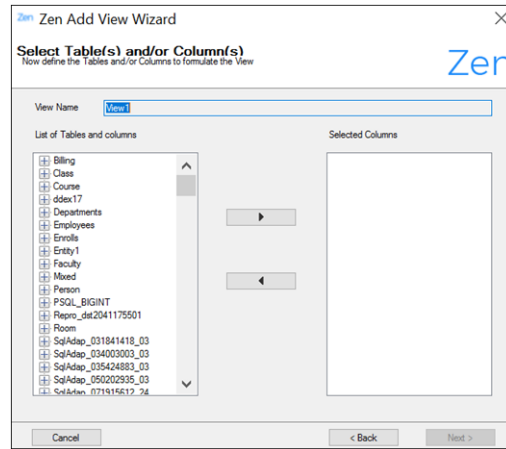 Zen Zen Add View Wizard
Select Table(s) and/or Column(s)
Now define the Tables and/or Columns to formulate the View
Zen
View Name View1
List of Tables and columns Selected Columns
Billing
Class
Course
ddex17
Departments
Employees
Enrolls
Entity1
Faculty
Mixed
Person
PSQL_BIGINT
Repro_dst2041175501
Room
SqlAdap_031841418_03
SqlAdap_034003003_03
SqlAdap_035424883_03
SqlAdap_050202935_03
SqlAdap_071915612_24
Cancel < Back Next >